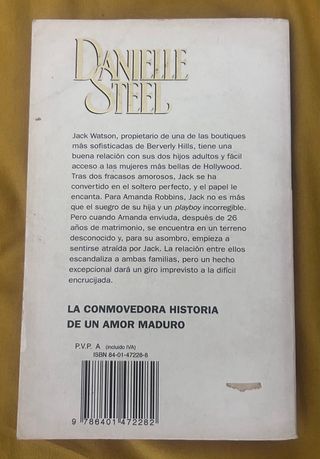 DANIELLE
STEEL
Jack Watson, propietario de una de las boutiques
más sofisticadas de Berverly Hills, tiene una
buena relación con sus dos hijos adultos y fácil
acceso a las mujeres más bellas de Hollywood.
Tras dos fracasos amorosos, Jack se ha
convertido en el soltero perfecto, y el papel le
encanta. Para Amanda Robbins, Jack no es más
que el suegro de su hija y un playboy incorregible.
Pero cuando Amanda enviuda, después de 26
años de matrimonio, se encuentra en un terreno
desconocido y, para su asombro, empieza a
sentirse atraída por Jack. La relación entre ellos
escandaliza a ambas familias, pero un hecho
excepcional dará un giro imprevisto a la difícil
encrucijada.
LA CONMOVEDORA HISTORIA
DE UN AMOR MADURO
P.V.P. A (incluido IVA)
ISBN 84-01-47228-8
9 786401 472282